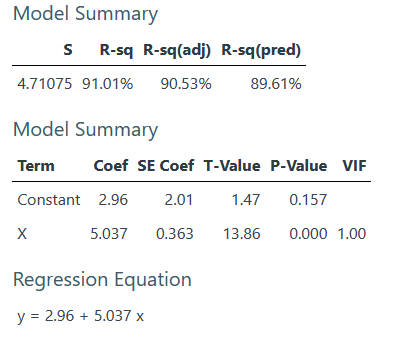 Model Summary
S R-sq R-sq(adj) R-sq(pred)
4.71075 91.01% 90.53% 89.61%
Model Summary
Term Coef SE Coef T-Value P-Value VIF
Constant 2.96 2.01 1.47 0.157
X 5.037 0.363 13.86 0.000 1.00
Regression Equation
y = 2.96 + 5.037 x